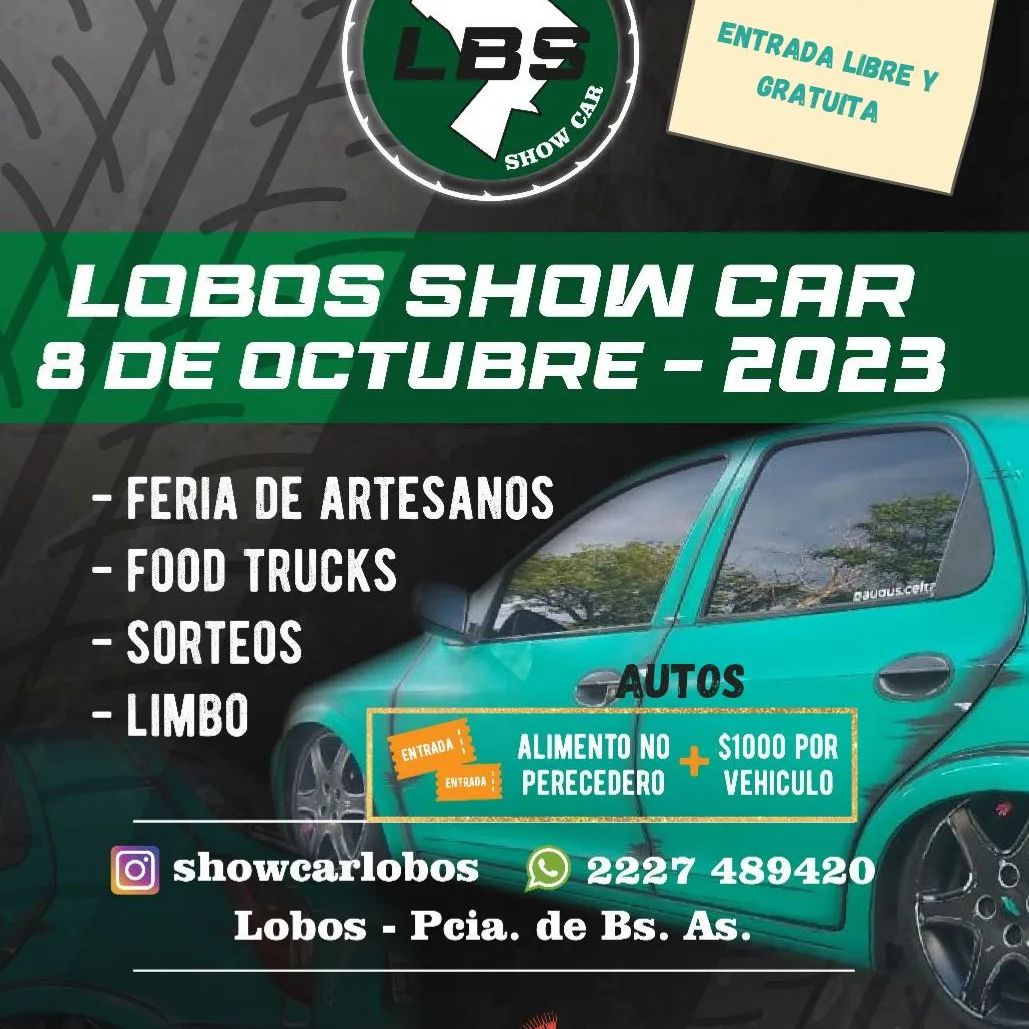 LBS
SHOW CAR
ENTRADA LIBRE Y
GRATUITA
LOBOS SHOW CAR
8 DE OCTUBRE - 2023
- FERIA DE ARTESANOS
- FOOD TRUCKS
- SORTEOS
- LIMBO
AUTOS
ENTRADA
ENTRADA
ALIMENTO NO
PERECEDERO
+
$1000 POR
VEHICULO
showcarlobos
2227 489420
Lobos - Pcia. de Bs. As.